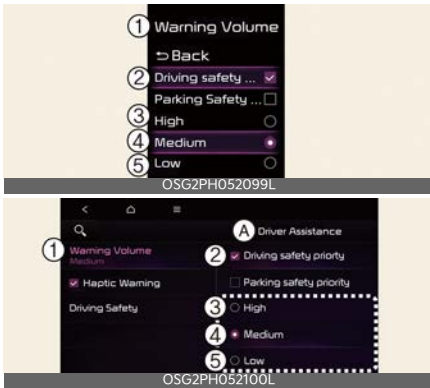 1 Warning Volume
Back
2 Driving safety ...
Parking Safety ...
3 High
4 Medium
5 Low
OSG2PH052099L
A Driver Assistance
1 Warning Volume
Medium
2 Driving safety priorty
Haptic Warning
Parking safety priority
Driving Safety
3 High
4 Medium
5 Low
OSG2PH052100L